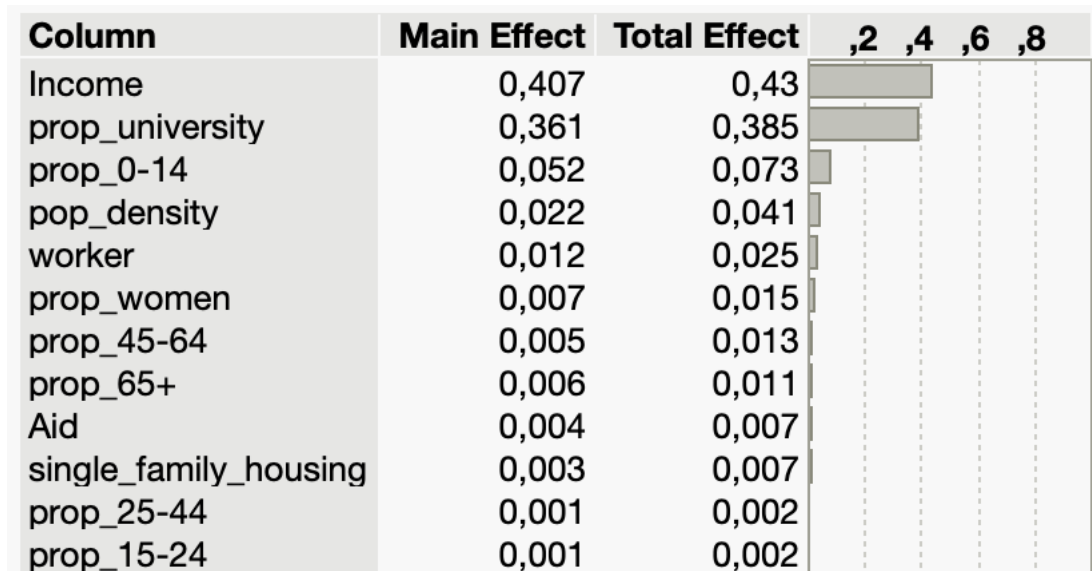 Column Main Effect Total Effect ,2 ,4 ,6 ,8
Income 0,407 0,43
prop_university 0,361 0,385
prop_0-14 0,052 0,073
pop_density 0,022 0,041
worker 0,012 0,025
prop_women 0,007 0,015
prop_45-64 0,005 0,013
prop_65+ 0,006 0,011
Aid 0,004 0,007
single_family_housing 0,003 0,007
prop_25-44 0,001 0,002
prop_15-24 0,001 0,002